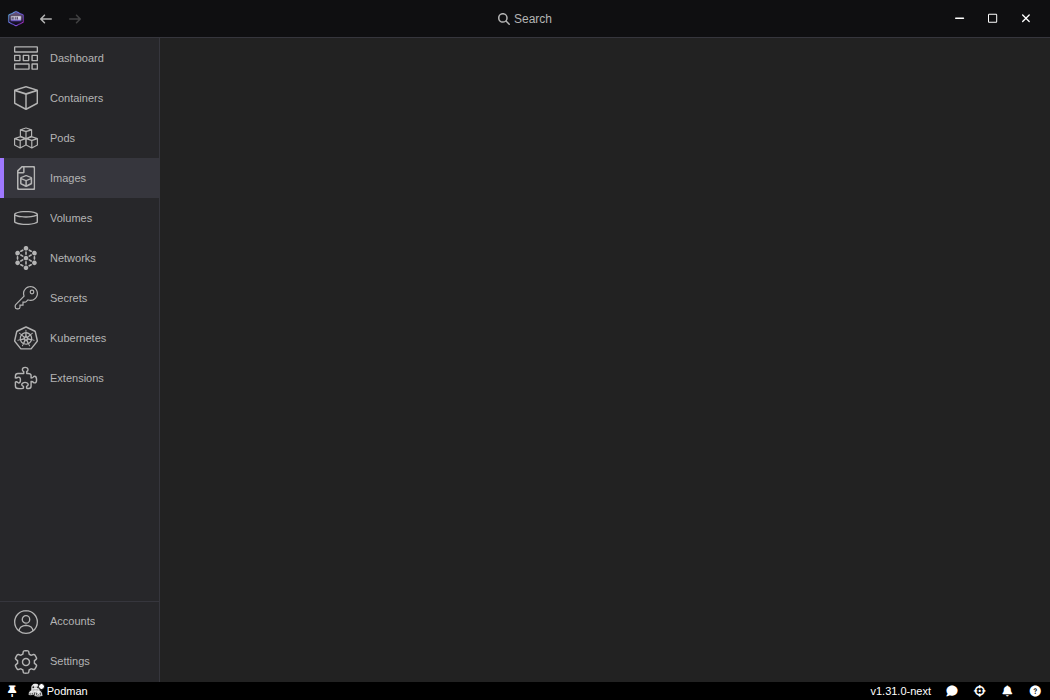 Search
Dashboard
Containers
Pods
Images
Volumes
Networks
Secrets
Kubernetes
Extensions
Accounts
Settings
Podman
v1.31.0-next